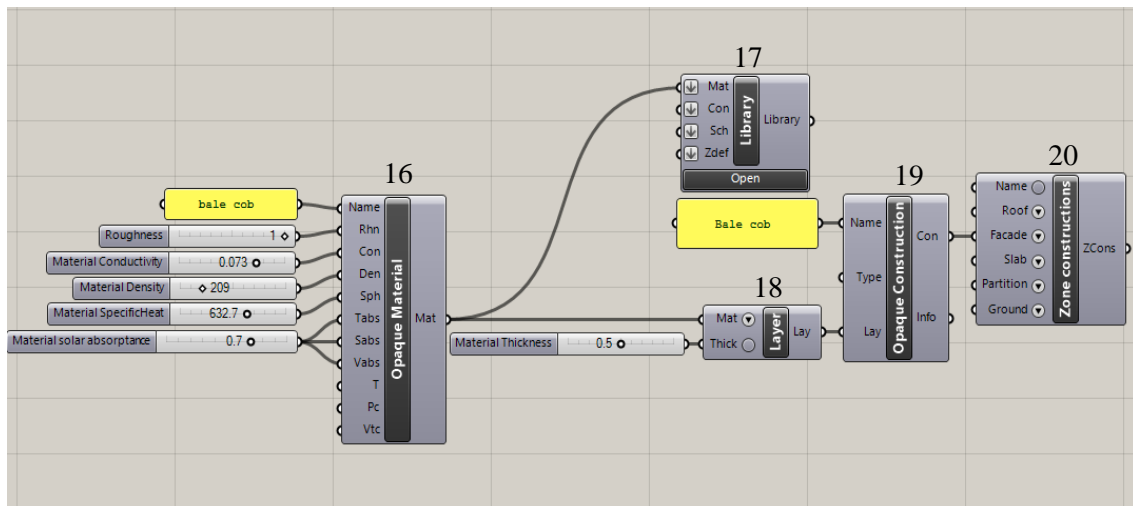 17
Mat
Con
Sch
Zdef
Library
Library
Open
16
bale cob
Roughness 1
Material Conductivity 0.073
Material Density 209
Material SpecificHeat 632.7
Material solar absorptance 0.7
Name
Rhn
Con
Den
Sph
Tabs
Sabs
Vabs
T
Pc
Vtc
Opaque Material
Mat
Material Thickness 0.5
18
Mat
Thick
Layer
Lay
Bale cob
19
Name
Type
Lay
Opaque Construction
Con
Info
20
Name
Roof
Facade
Slab
Partition
Ground
Zone constructions
ZCons